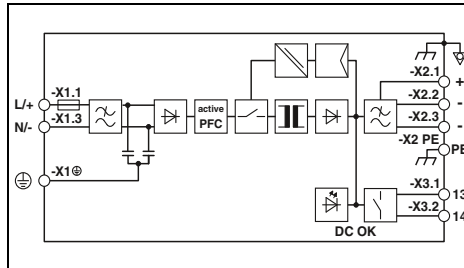 -X2.1
+
L/+
-X1.1
-X2.2
-
N/-
-X1.3
active
PFC
-X2.3
-
-X2 PE
PE
-X1
-X3.1
13
-X3.2
14
DC OK